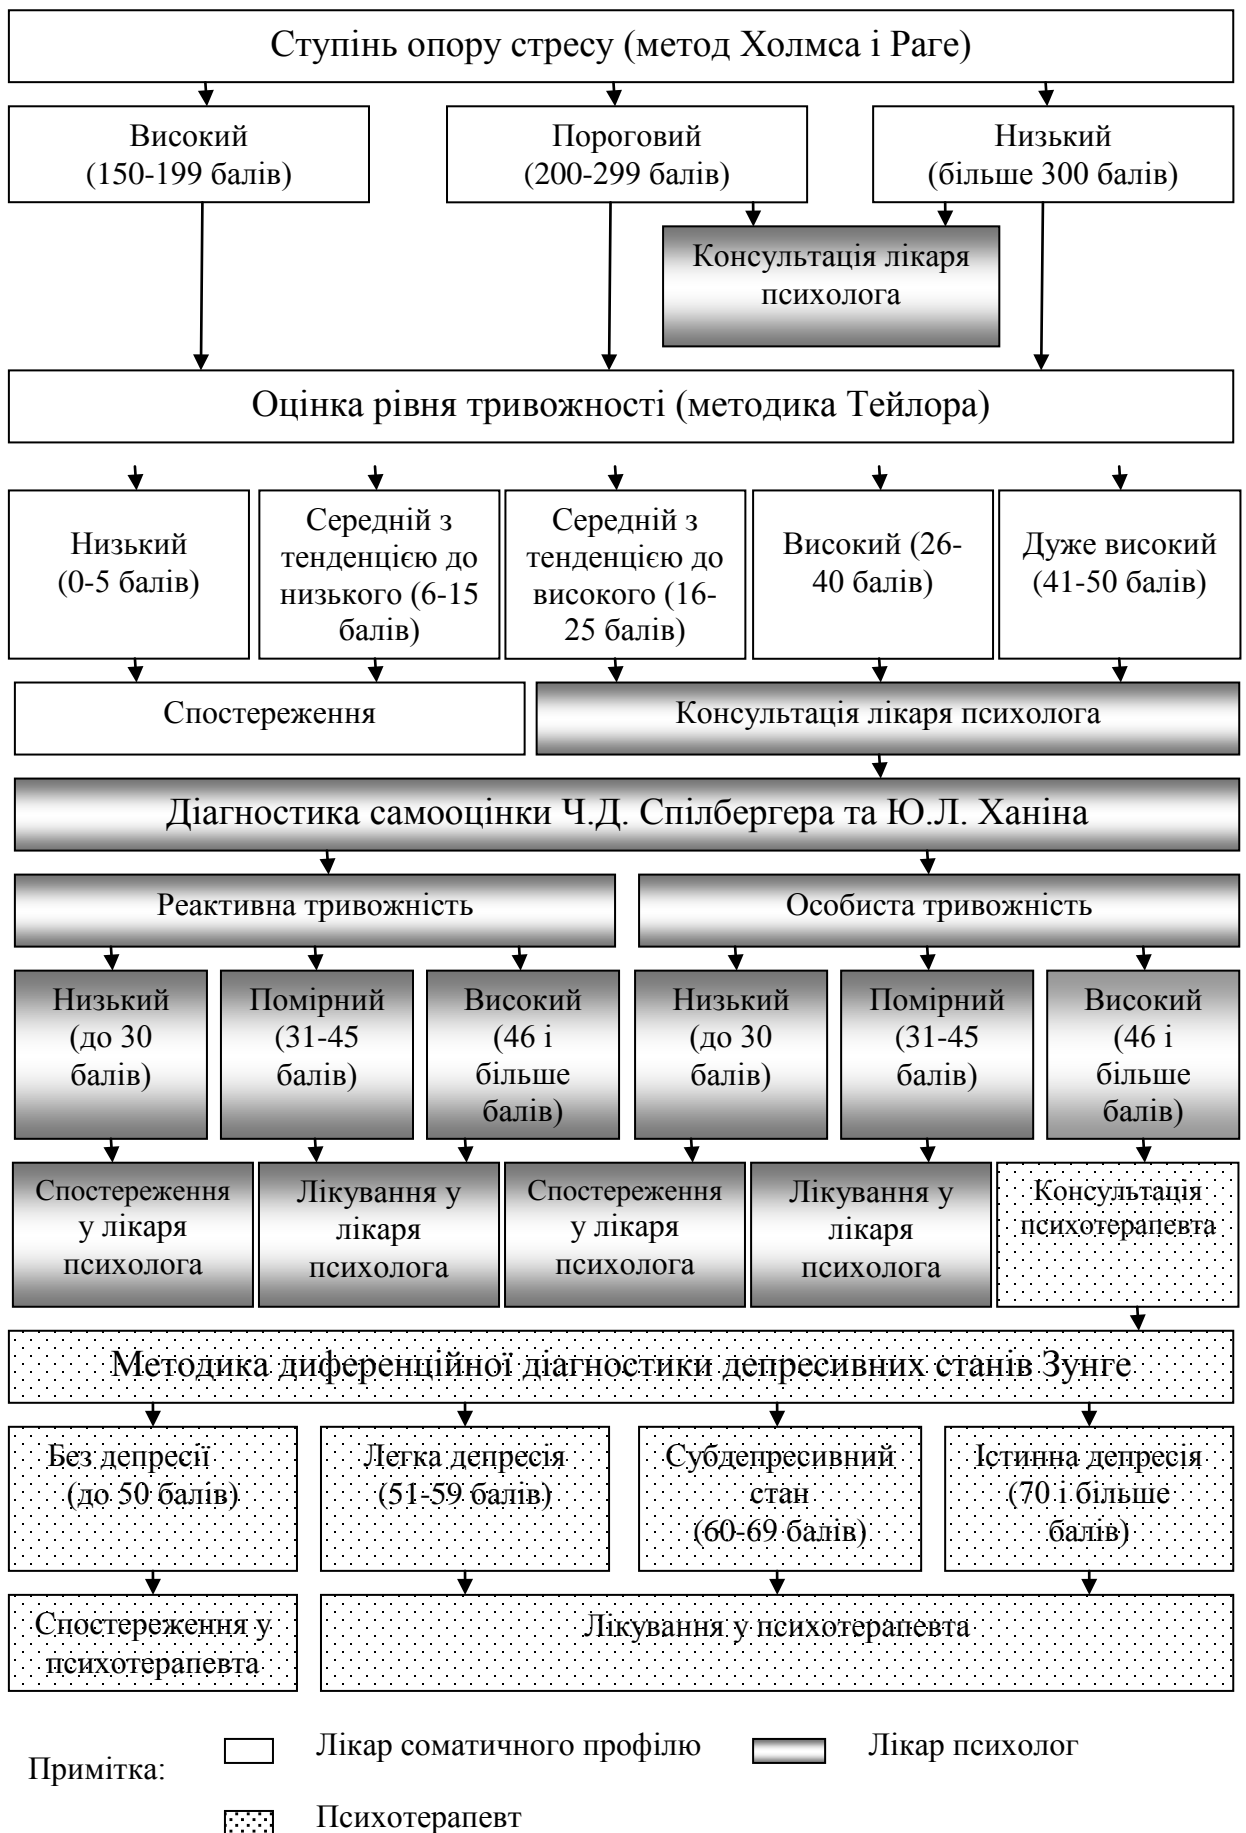 Ступінь опору стресу (метод Холмса і Раге)
Високий
(150-199 балів)
Пороговий
(200-299 балів)
Низький
(більше 300 балів)
Консультація лікаря
психолога
Оцінка рівня тривожності (методика Тейлора)
Низький
(0-5 балів)
Середній з
тенденцією до
низького (6-15
балів)
Середній з
тенденцією до
високого (16-
25 балів)
Високий (26-
40 балів)
Дуже високий
(41-50 балів)
Спостереження
Консультація лікаря психолога
Діагностика самооцінки Ч.Д. Спілбергера та Ю.Л. Ханіна
Реактивна тривожність
Особиста тривожність
Низький
(до 30
балів)
Помірний
(31-45
балів)
Високий
(46 і
більше
балів)
Низький
(до 30
балів)
Помірний
(31-45
балів)
Високий
(46 і
більше
балів)
Спостереження
у лікаря
психолога
Лікування у
лікаря
психолога
Спостереження
у лікаря
психолога
Лікування у
лікаря
психолога
Консультація
психотерапевта
Методика диференційної діагностики депресивних станів Зунге
Без депресії
(до 50 балів)
Легка депресія
(51-59 балів)
Субдепресивний
стан
(60-69 балів)
Істинна депресія
(70 і більше
балів)
Спостереження у
психотерапевта
Лікування у психотерапевта
Примітка:
Лікар соматичного профілю
Лікар психолог
Психотерапевт